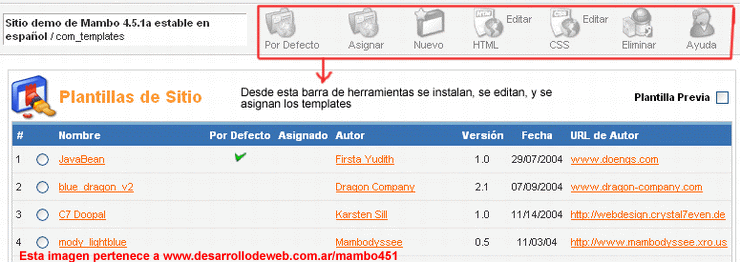 Sitio demo de Mambo 4.5.1a estable en
español / com_templates
Por Defecto Asignar Nuevo Editar HTML Editar CSS Eliminar Ayuda
Desde esta barra de herramientas se instalan, se editan, y se
asignan los templates
Plantillas de Sitio
Plantilla Previa
# Nombre Por Defecto Asignado Autor Versión Fecha URL de Autor
1 JavaBean Firsta Yudith 1.0 29/07/2004 www.doengs.com
2 blue_dragon_v2 Dragon Company 2.1 07/09/2004 www.dragon-company.com
3 C7 Doopal Karsten Sill 1.0 11/14/2004 http://webdesign.crystal7even.de
4 mody_lightblue Mambodyssee 0.5 11/03/04 http://www.mambodyssee.xro.us
Esta imagen pertenece a www.desarrollodeweb.com.ar/mambo451